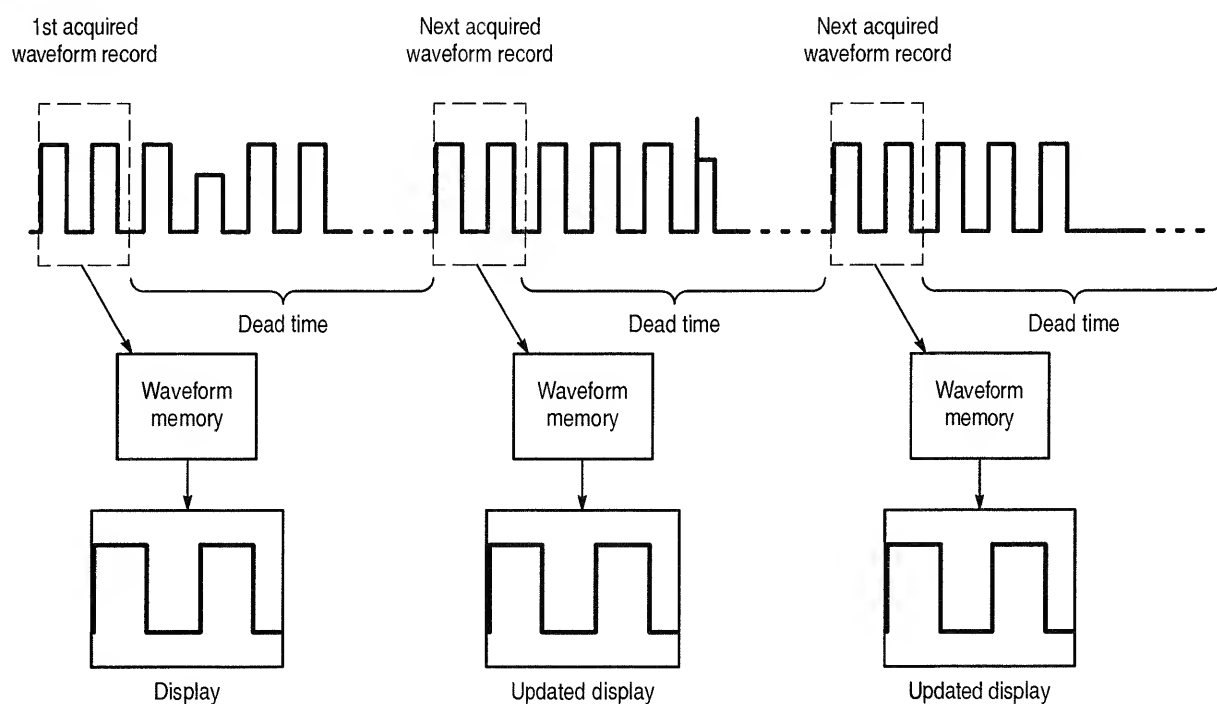 1st acquired
waveform record
Next acquired
waveform record
Next acquired
waveform record
Dead time
Dead time
Dead time
Waveform
memory
Waveform
memory
Waveform
memory
Display
Updated display
Updated display